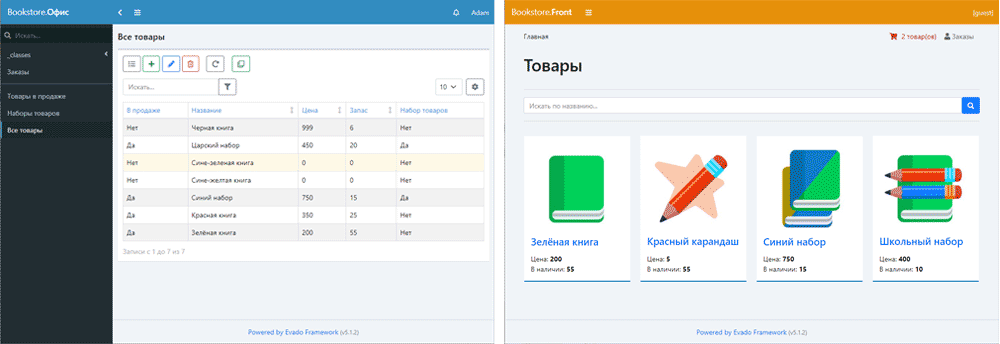 Bookstore.Офис
Adam
Искать...
_classes
Заказы
Товары в продаже
Наборы товаров
Все товары
Все товары
Искать...
10
В продаже Название Цена Запас Набор товаров
Нет Черная книга 999 6 Нет
Да Царский набор 450 20 Да
Нет Сине-зеленая книга 0 0 Нет
Нет Сине-желтая книга 0 0 Нет
Да Синий набор 750 15 Да
Да Красная книга 350 25 Нет
Да Зелёная книга 200 55 Нет
Записи с 1 до 7 из 7
Powered by Evado Framework (v5.1.2)
Bookstore.Front
[guest]
Главная
2 товар(ов) Заказы
Товары
Искать по названию...
Зелёная книга
Цена: 200
В наличии: 55
Красный карандаш
Цена: 5
В наличии: 55
Синий набор
Цена: 750
В наличии: 15
Школьный набор
Цена: 400
В наличии: 10
Powered by Evado Framework (v5.1.2)